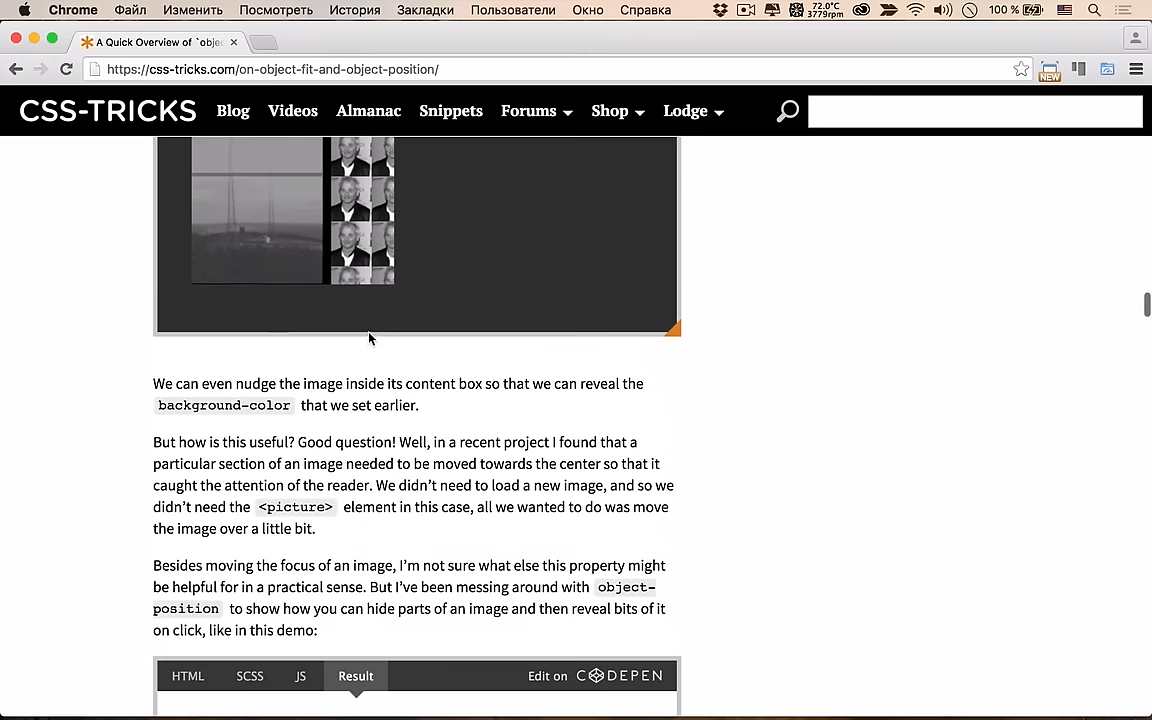 Chrome Файл Изменить Посмотреть История Закладки Пользователи Окно Справка 72.0°C 3779rpm 100 %
A Quick Overview of `objec
https://css-tricks.com/on-object-fit-and-object-position/
NEW
CSS-TRICKS Blog Videos Almanac Snippets Forums Shop Lodge
We can even nudge the image inside its content box so that we can reveal the
background-color that we set earlier.
But how is this useful? Good question! Well, in a recent project I found that a
particular section of an image needed to be moved towards the center so that it
caught the attention of the reader. We didn’t need to load a new image, and so we
didn’t need the <picture> element in this case, all we wanted to do was move
the image over a little bit.
Besides moving the focus of an image, I’m not sure what else this property might
be helpful for in a practical sense. But I’ve been messing around with object-
position to show how you can hide parts of an image and then reveal bits of it
on click, like in this demo:
HTML SCSS JS Result Edit on CODEPEN